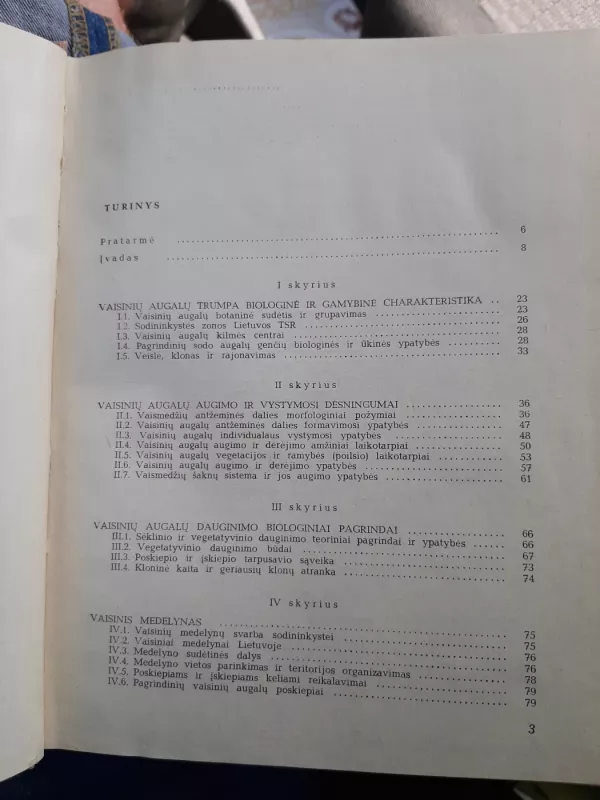 TURINYS
Pratarmė . . . . . 6
Įvadas . . . . . 8
I skyrius
VAISINIŲ AUGALŲ TRUMPA BIOLOGINĖ IR GAMYBINĖ CHARAKTERISTIKA . . 23
I.1. Vaisinių augalų botaninė sudėtis ir grupavimas . . . . . 23
I.2. Sodininkystės zonos Lietuvos TSR . . . . . 26
I.3. Vaisinių augalų kilmės centrai . . . . . 28
I.4. Pagrindinių sodo augalų genčių biologinės ir ūkinės ypatybės . . . . . 28
I.5. Veislė, klonas ir rajonavimas . . . . . 33
II skyrius
VAISINIŲ AUGALŲ AUGIMO IR VYSTYMOSI DĖSNINGUMAI . . . . . 36
II.1. Vaismedžių antžeminės dalies morfologiniai požymiai . . . . . 36
II.2. Vaisinių augalų antžeminės dalies formavimosi ypatybės . . . . . 47
II.3. Vaisinių augalų individualaus vystymosi ypatybės . . . . . 48
II.4. Vaisinių augalų augimo ir derėjimo amžiniai laikotarpiai . . . . . 50
II.5. Vaisinių augalų vegetacijos ir ramybės (poilsio) laikotarpiai . . . . . 53
II.6. Vaisinių augalų augimo ir derėjimo ypatybės . . . . . 57
II.7. Vaismedžių šaknų sistema ir jos augimo ypatybės . . . . . 61
III skyrius
VAISINIŲ AUGALŲ DAUGINIMO BIOLOGINIAI PAGRINDAI . . . . . 66
III.1. Sėklinio ir vegetatyvinio dauginimo teoriniai pagrindai ir ypatybės . . . . . 66
III.2. Vegetatyvinio dauginimo būdai . . . . . 67
III.3. Poskiepio ir įskiepio tarpusavio sąveika . . . . . 73
III.4. Kloninė kaita ir geriausių klonų atranka . . . . . 74
IV skyrius
VAISINIS MEDELYNAS . . . . . 75
IV.1. Vaisinių medelynų svarba sodininkystei . . . . . 75
IV.2. Vaisiniai medelynai Lietuvoje . . . . . 76
IV.3. Medelyno sudėtinės dalys . . . . . 76
IV.4. Medelyno vietos parinkimas ir teritorijos organizavimas . . . . . 78
IV.5. Poskiepiams ir įskiepiams keliami reikalavimai . . . . . 79
IV.6. Pagrindinių vaisinių augalų poskiepiai . . . . . 79
3